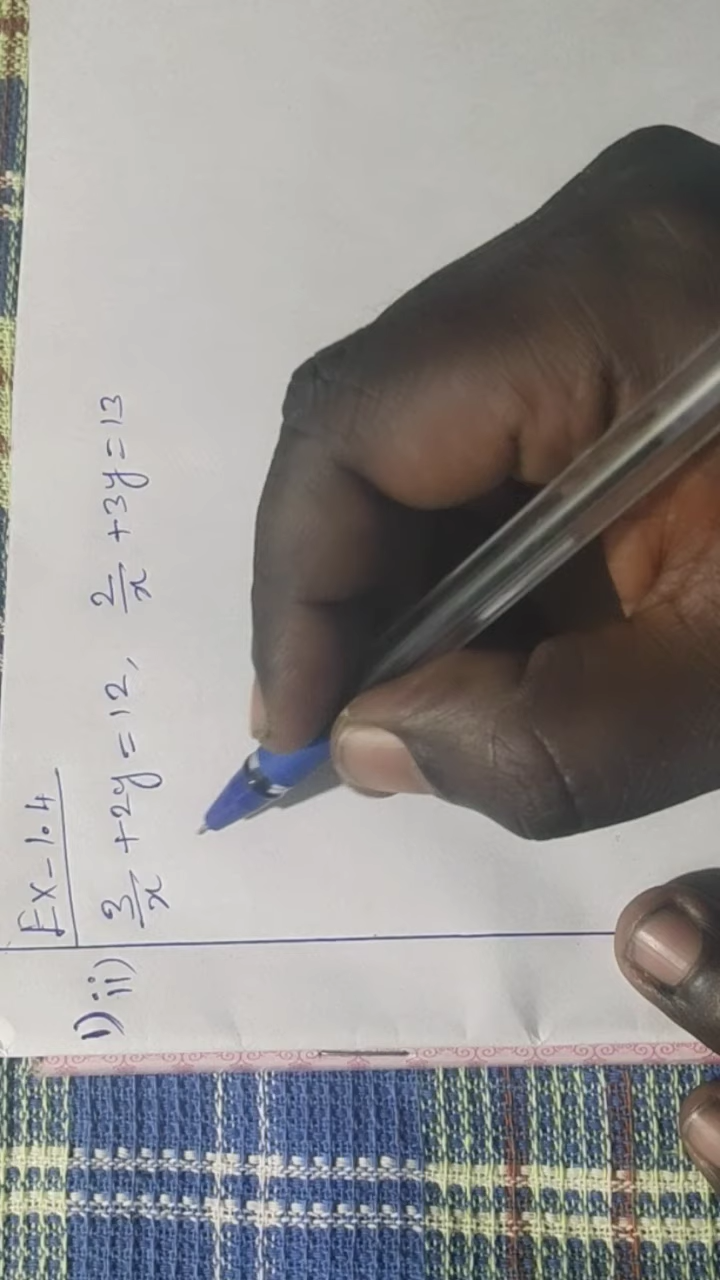 Ex-1.4
1) ii) 3/x + 2y = 12, 2/x + 3y = 13